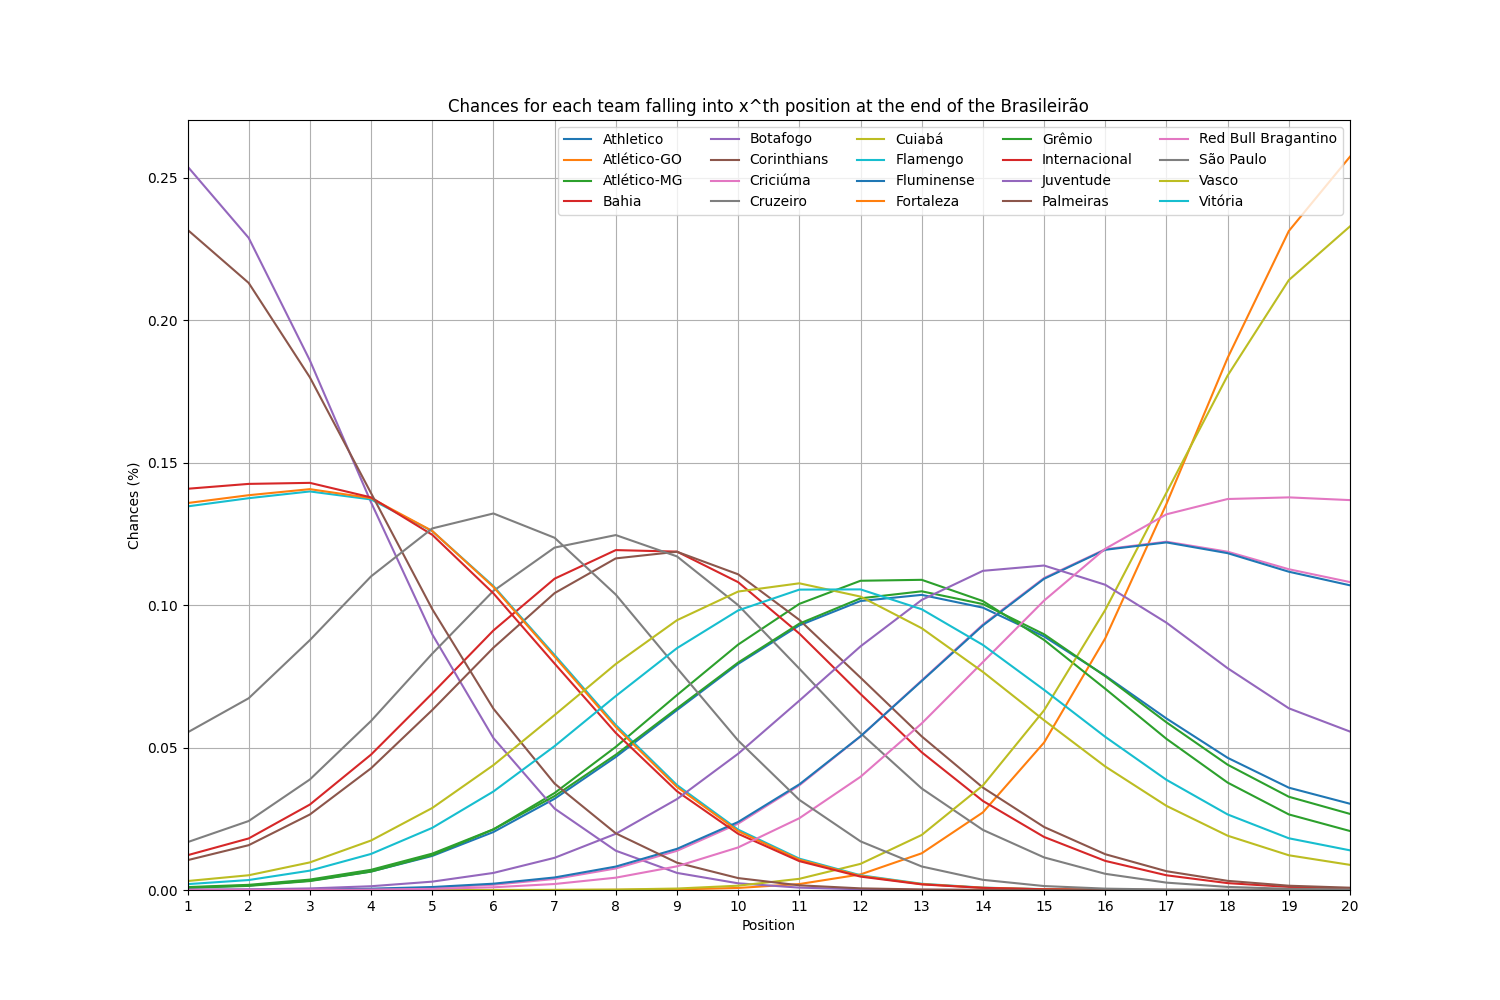 Chances for each team falling into x^th position at the end of the Brasileirão
Athletico Botafogo Cuiabá Grêmio Red Bull Bragantino
Atlético-GO Corinthians Flamengo Internacional São Paulo
Atlético-MG Criciúma Fluminense Juventude Vasco
Bahia Cruzeiro Fortaleza Palmeiras Vitória
0.25
0.20
0.15
0.10
0.05
0.00
Chances (%)
1 2 3 4 5 6 7 8 9 10 11 12 13 14 15 16 17 18 19 20
Position